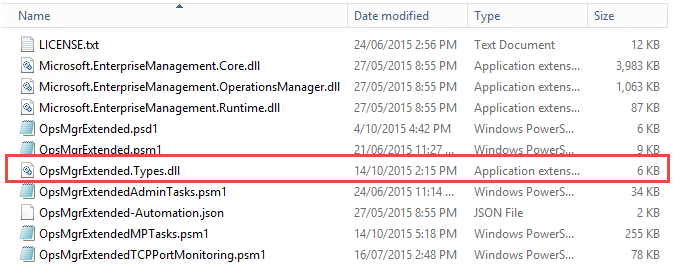 Name Date modified Type Size
LICENSE.txt 24/06/2015 2:56 PM Text Document 12 KB
Microsoft.EnterpriseManagement.Core.dll 27/05/2015 8:55 PM Application extens... 3,983 KB
Microsoft.EnterpriseManagement.OperationsManager.dll 27/05/2015 8:55 PM Application extens... 1,063 KB
Microsoft.EnterpriseManagement.Runtime.dll 27/05/2015 8:55 PM Application extens... 87 KB
OpsMgrExtended.psd1 4/10/2015 4:42 PM Windows PowerS... 6 KB
OpsMgrExtended.psm1 21/06/2015 11:27 ... Windows PowerS... 9 KB
OpsMgrExtended.Types.dll 14/10/2015 2:15 PM Application extens... 6 KB
OpsMgrExtendedAdminTasks.psm1 24/06/2015 11:14 ... Windows PowerS... 34 KB
OpsMgrExtended-Automation.json 27/05/2015 8:55 PM JSON File 2 KB
OpsMgrExtendedMPTasks.psm1 14/10/2015 5:18 PM Windows PowerS... 255 KB
OpsMgrExtendedTCPPortMonitoring.psm1 16/07/2015 2:48 PM Windows PowerS... 78 KB